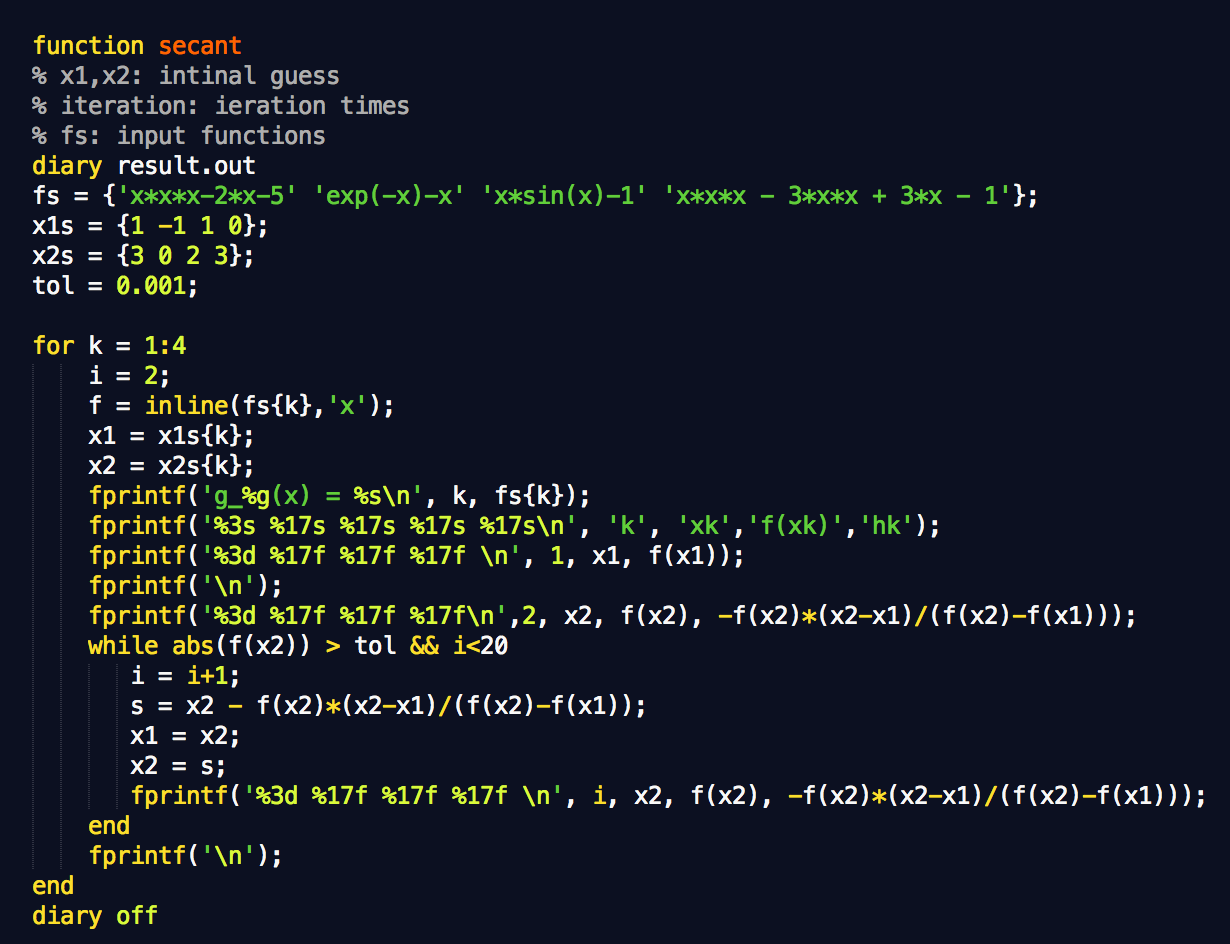 function secant
% x1,x2: intinal guess
% iteration: ieration times
% fs: input functions
diary result.out
fs = {'x*x*x-2*x-5' 'exp(-x)-x' 'x*sin(x)-1' 'x*x*x - 3*x*x + 3*x - 1'};
x1s = {1 -1 1 0};
x2s = {3 0 2 3};
tol = 0.001;

for k = 1:4
    i = 2;
    f = inline(fs{k},'x');
    x1 = x1s{k};
    x2 = x2s{k};
    fprintf('g_%g(x) = %s\n', k, fs{k});
    fprintf('%3s %17s %17s %17s %17s\n', 'k', 'xk','f(xk)','hk');
    fprintf('%3d %17f %17f %17f \n', 1, x1, f(x1));
    fprintf('\n');
    fprintf('%3d %17f %17f %17f\n',2, x2, f(x2), -f(x2)*(x2-x1)/(f(x2)-f(x1)));
    while abs(f(x2)) > tol && i<20
       i = i+1;
       s = x2 - f(x2)*(x2-x1)/(f(x2)-f(x1));
       x1 = x2;
       x2 = s;
       fprintf('%3d %17f %17f %17f \n', i, x2, f(x2), -f(x2)*(x2-x1)/(f(x2)-f(x1)));
    end
    fprintf('\n');
end
diary off